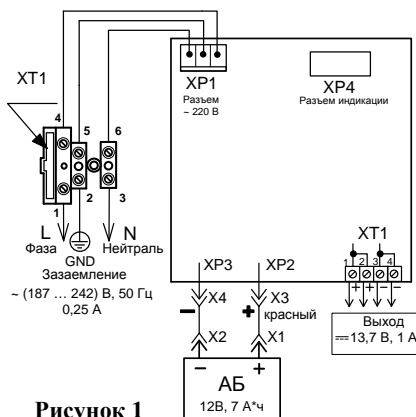 XT1
4
5
6
1
2
3
L
Фаза
GND
Зазаемление
N
Нейтраль
~ (187 ... 242) В, 50 Гц
0,25 А
XP1
Разъем
~ 220 В
XP4
Разъем индикации
XP3
XP2
XT1
1 2 3 4
+ + – –
X4
X3
– +
красный
X2
X1
Выход
13,7 В, 1 А
– +
АБ
12В, 7 А*ч
Рисунок 1